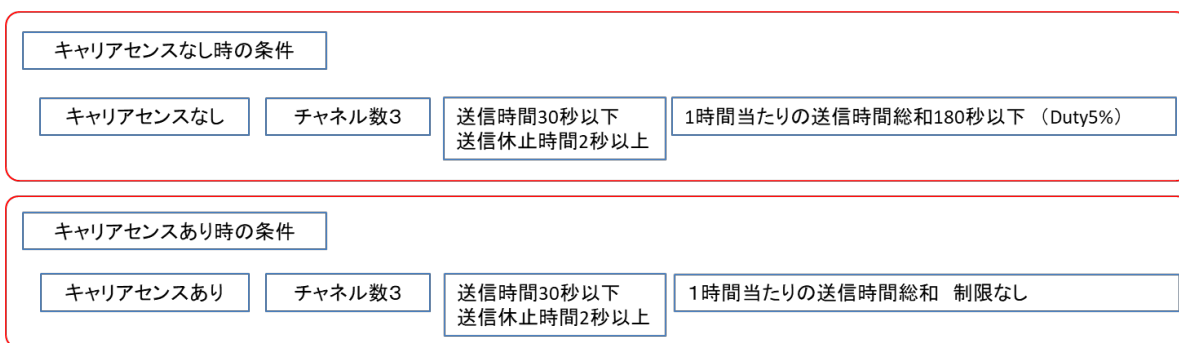 キャリアセンスなし時の条件
キャリアセンスなし
チャネル数3
送信時間30秒以下
送信休止時間2秒以上
1時間当たりの送信時間総和180秒以下 (Duty5%)
キャリアセンスあり時の条件
キャリアセンスあり
チャネル数3
送信時間30秒以下
送信休止時間2秒以上
1時間当たりの送信時間総和 制限なし